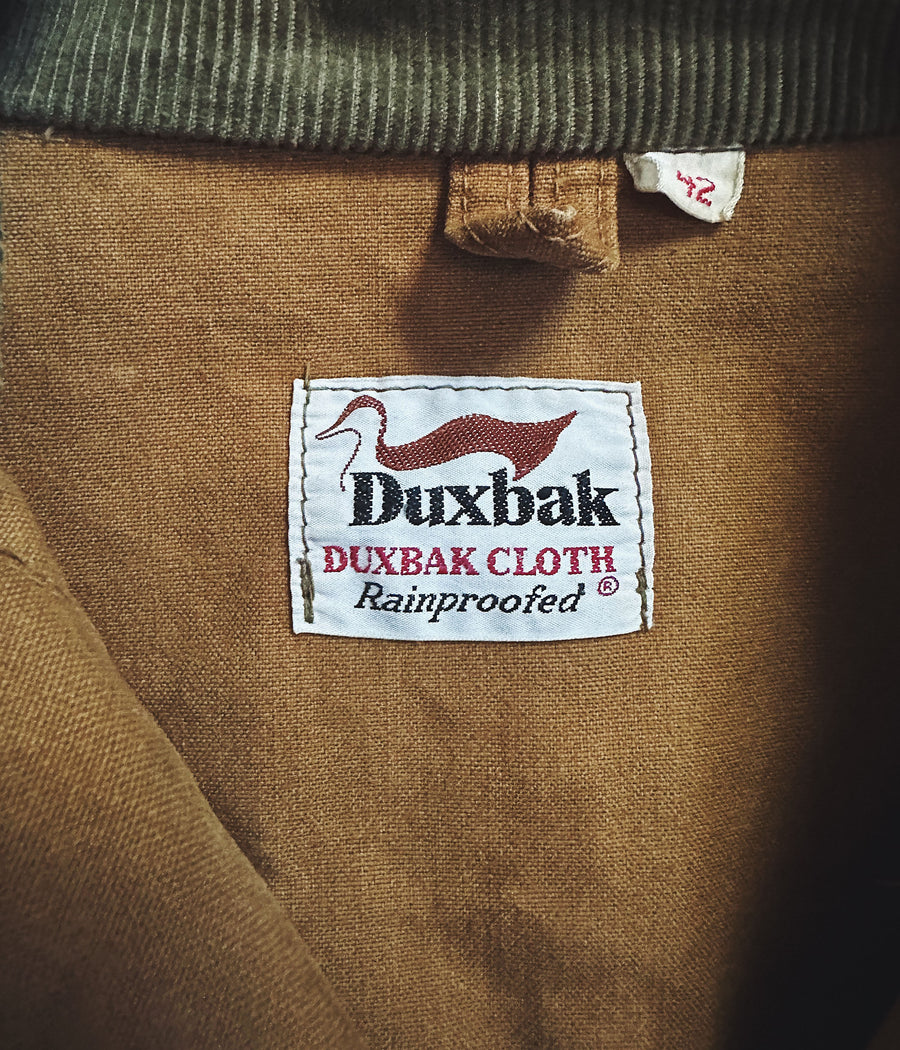 42
Duxbak
DUXBAK CLOTH
Rainproofed ®